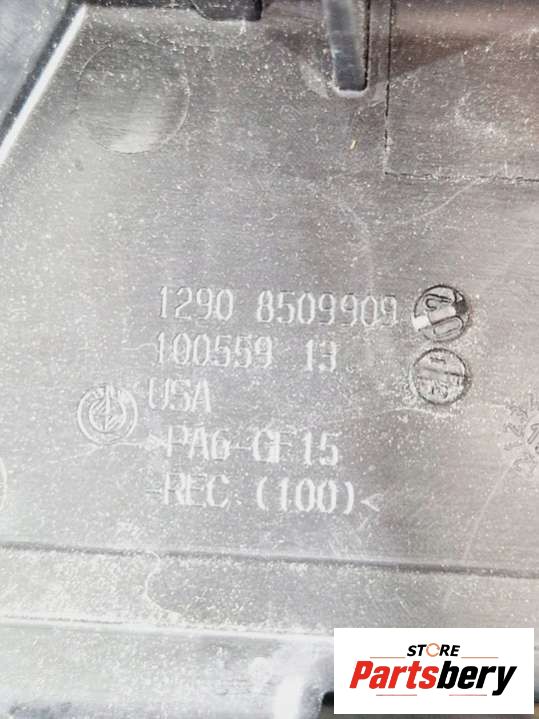 1290 8509909
100559 13
USA
>PA6-GF15
-REC.(100)<
STORE
Partsbery